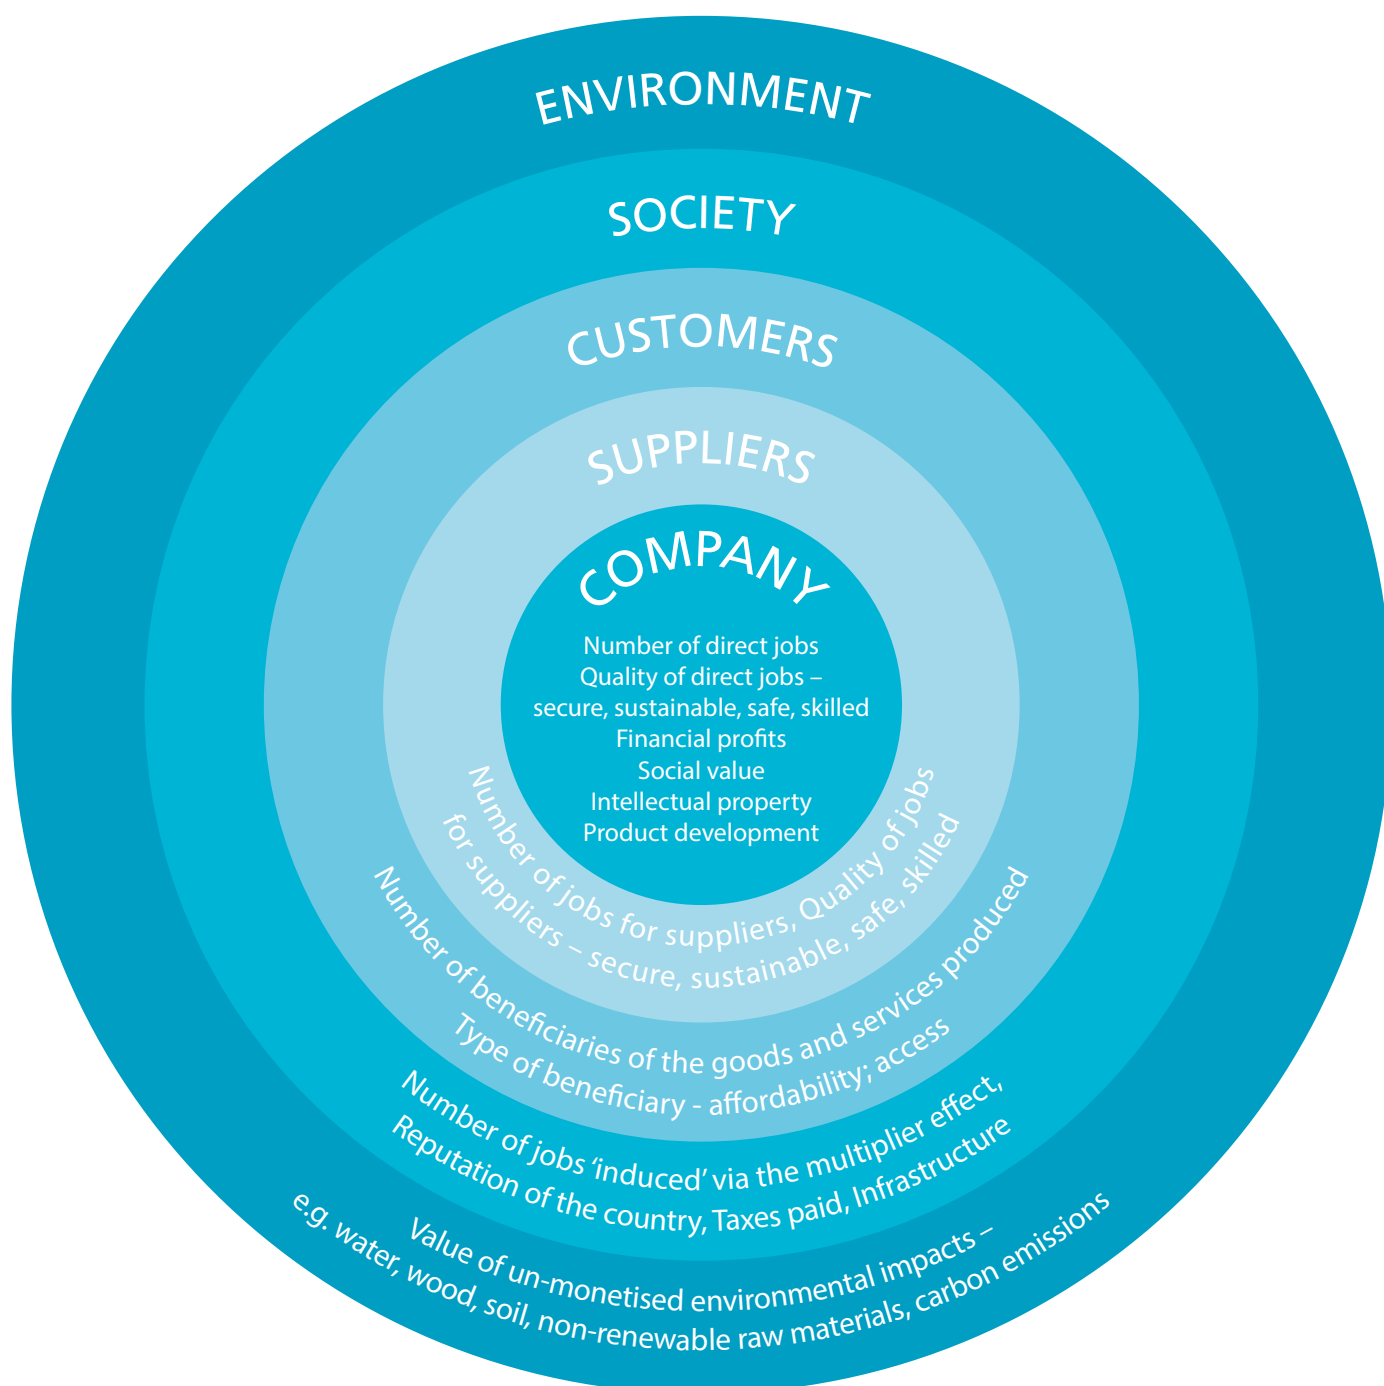 ENVIRONMENT
SOCIETY
CUSTOMERS
SUPPLIERS
COMPANY
Number of direct jobs
Quality of direct jobs –
secure, sustainable, safe, skilled
Financial profits
Social value
Intellectual property
Product development
Number of jobs for suppliers, Quality of jobs
for suppliers – secure, sustainable, safe, skilled
Number of beneficiaries of the goods and services produced
Type of beneficiary - affordability; access
Number of jobs ‘induced’ via the multiplier effect,
Reputation of the country, Taxes paid, Infrastructure
Value of un-monetised environmental impacts –
e.g. water, wood, soil, non-renewable raw materials, carbon emissions